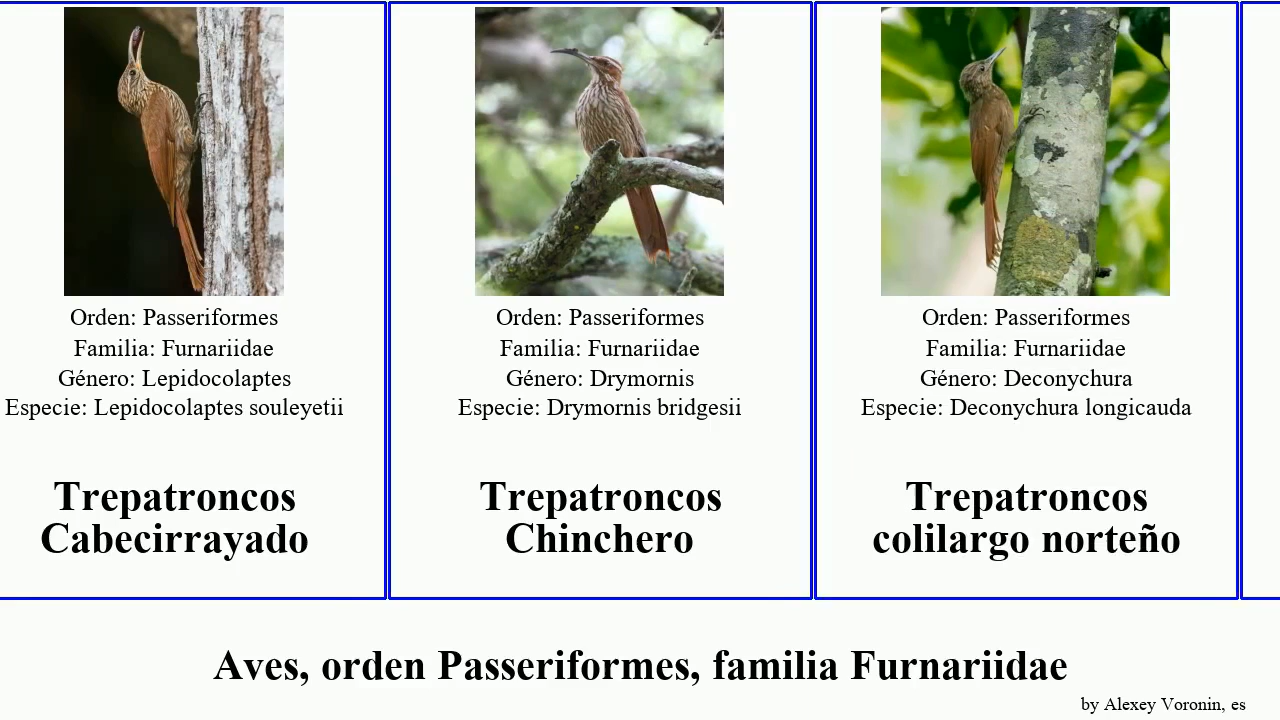 Orden: Passeriformes
Familia: Furnariidae
Género: Lepidocolaptes
Especie: Lepidocolaptes souleyetii
Trepatroncos
Cabecirrayado
Orden: Passeriformes
Familia: Furnariidae
Género: Drymornis
Especie: Drymornis bridgesii
Trepatroncos
Chinchero
Orden: Passeriformes
Familia: Furnariidae
Género: Deconychura
Especie: Deconychura longicauda
Trepatroncos
colilargo norteño
Aves, orden Passeriformes, familia Furnariidae
by Alexey Voronin, es